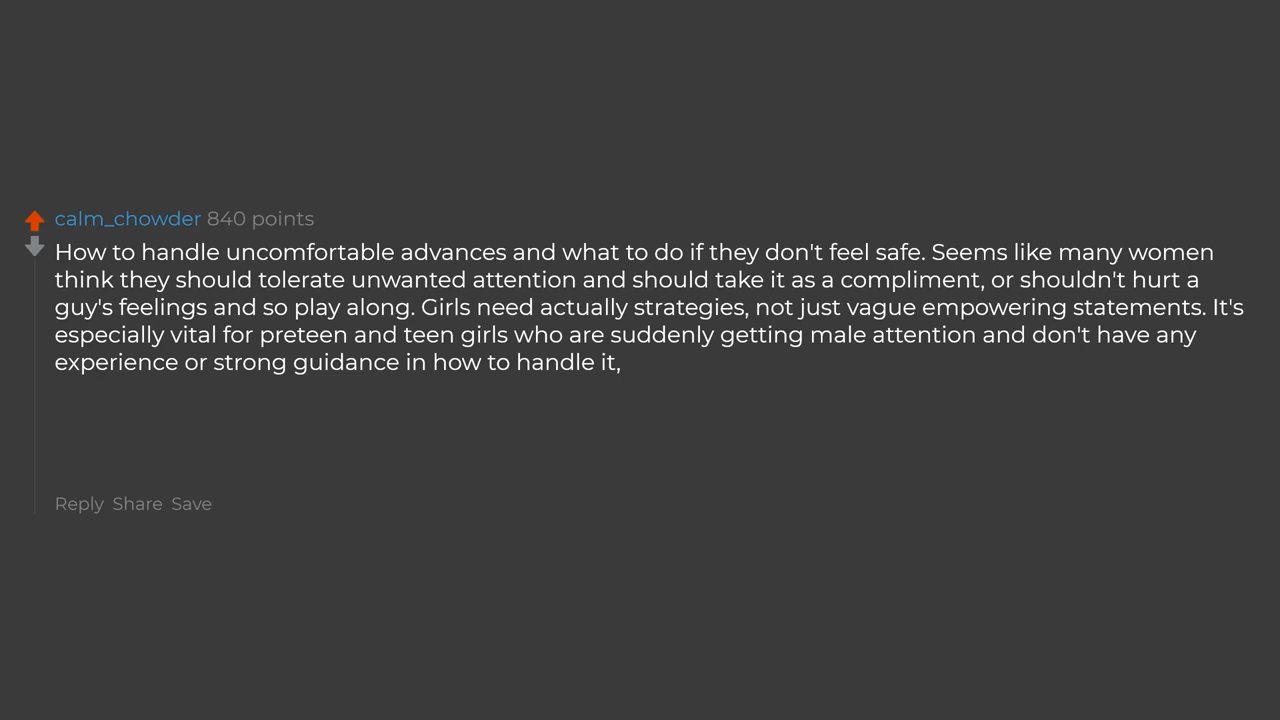 calm_chowder 840 points
How to handle uncomfortable advances and what to do if they don't feel safe. Seems like many women
think they should tolerate unwanted attention and should take it as a compliment, or shouldn't hurt a
guy's feelings and so play along. Girls need actually strategies, not just vague empowering statements. It's
especially vital for preteen and teen girls who are suddenly getting male attention and don't have any
experience or strong guidance in how to handle it,
Reply Share Save